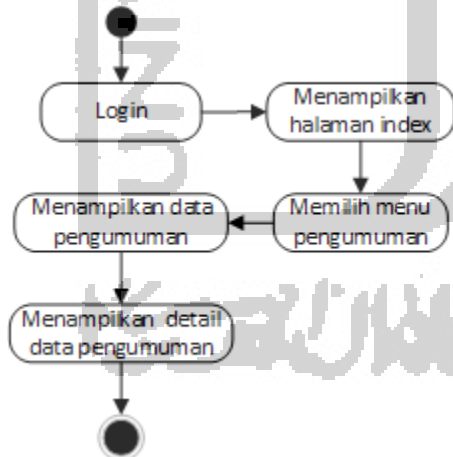 Login
Menampilkan
halaman index
Memilih menu
pengumuman
Menampilkan data
pengumuman
Menampilkan detail
data pengumuman